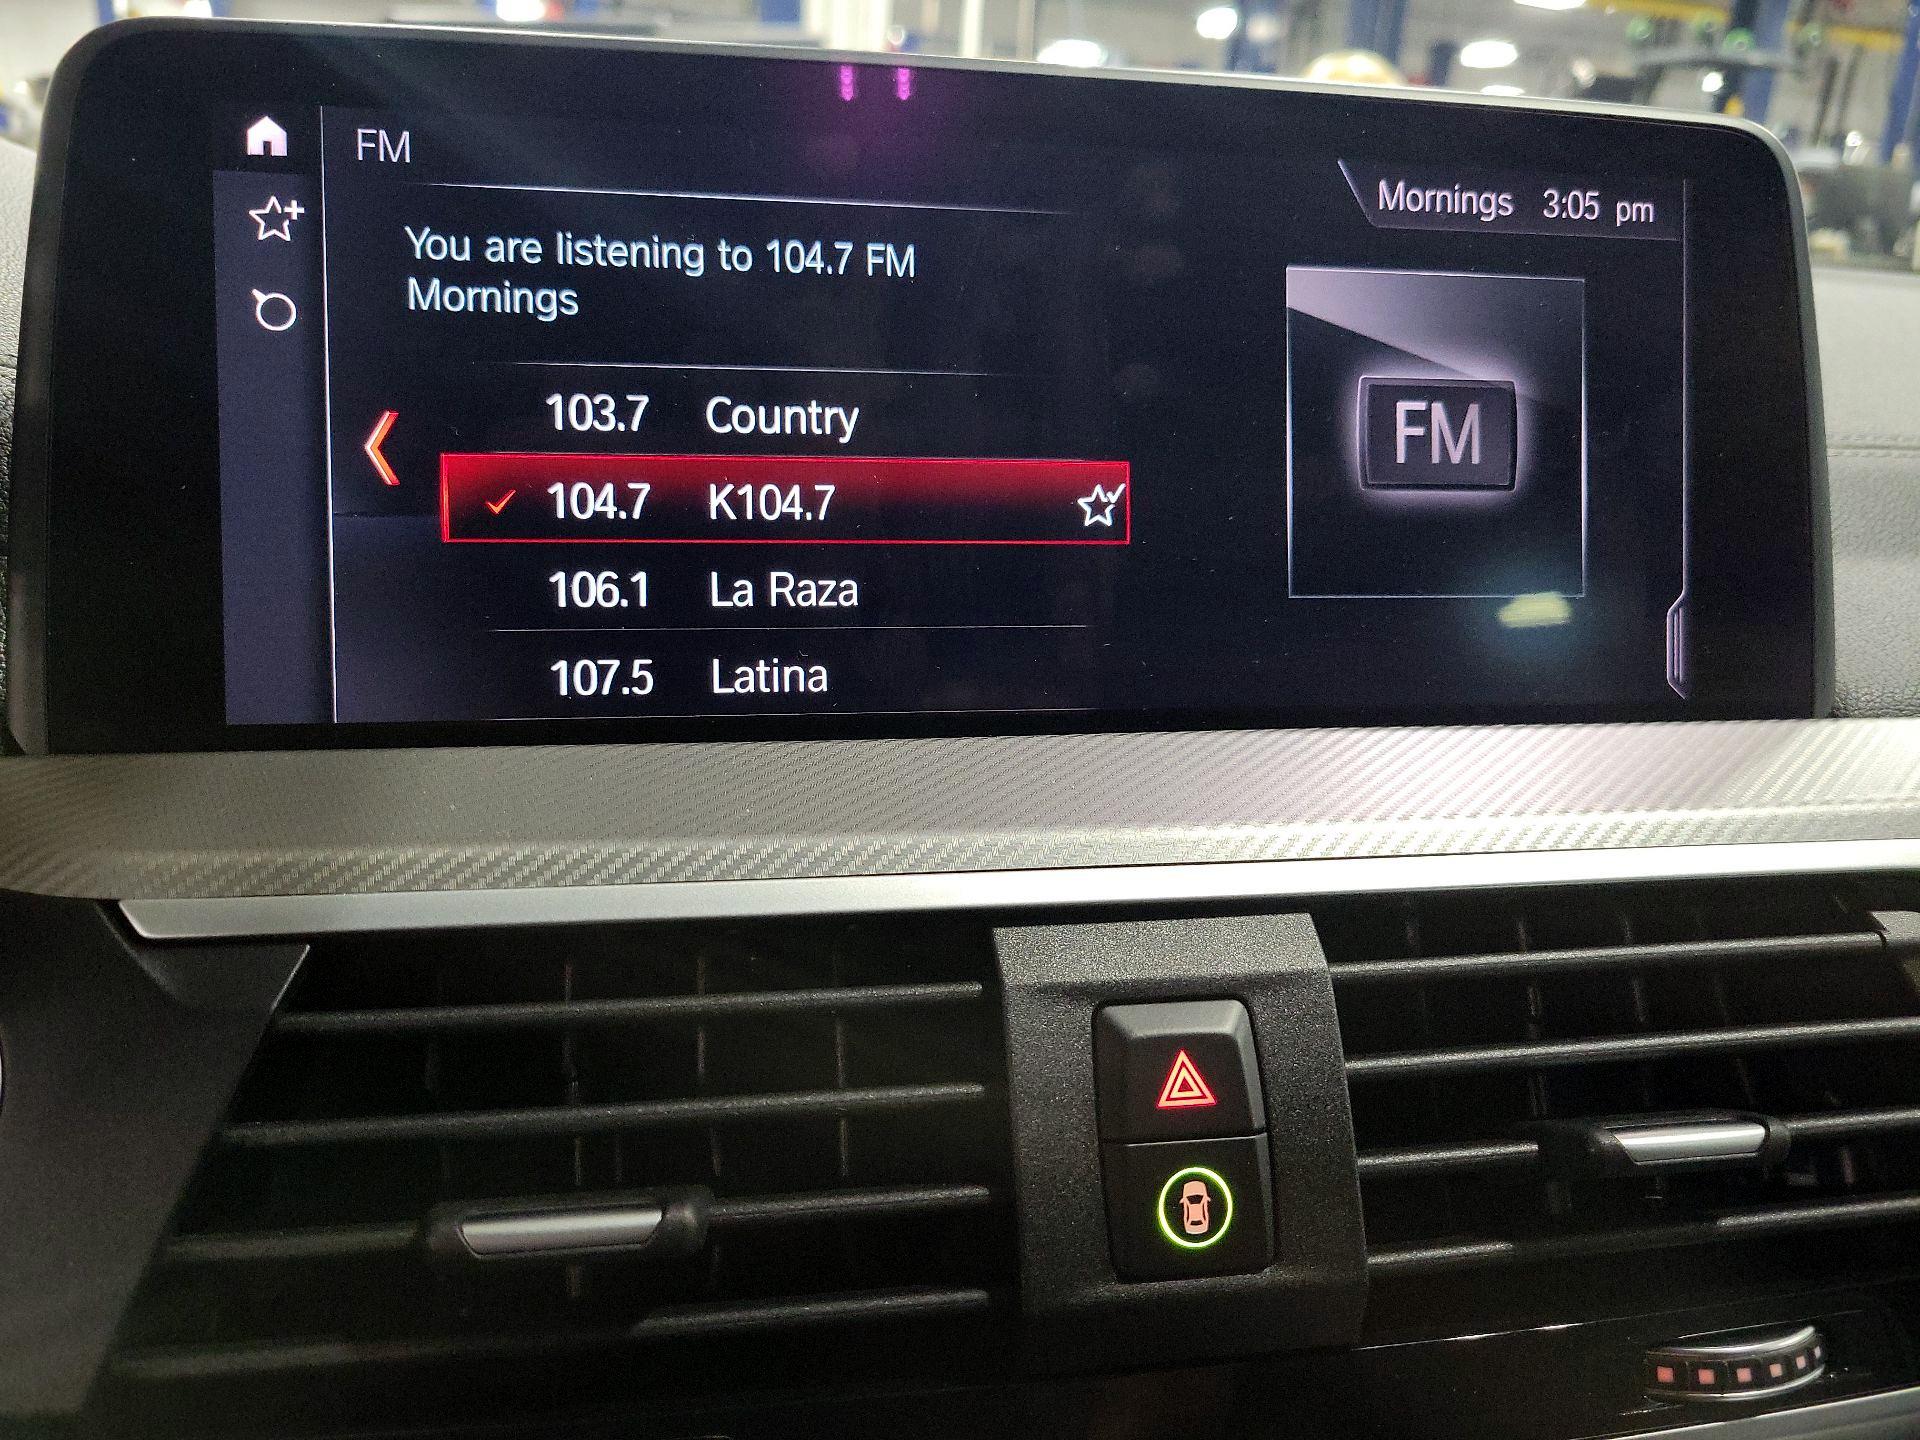 FM
Mornings 3:05 pm
You are listening to 104.7 FM
Mornings
103.7 Country
104.7 K104.7
106.1 La Raza
107.5 Latina
FM